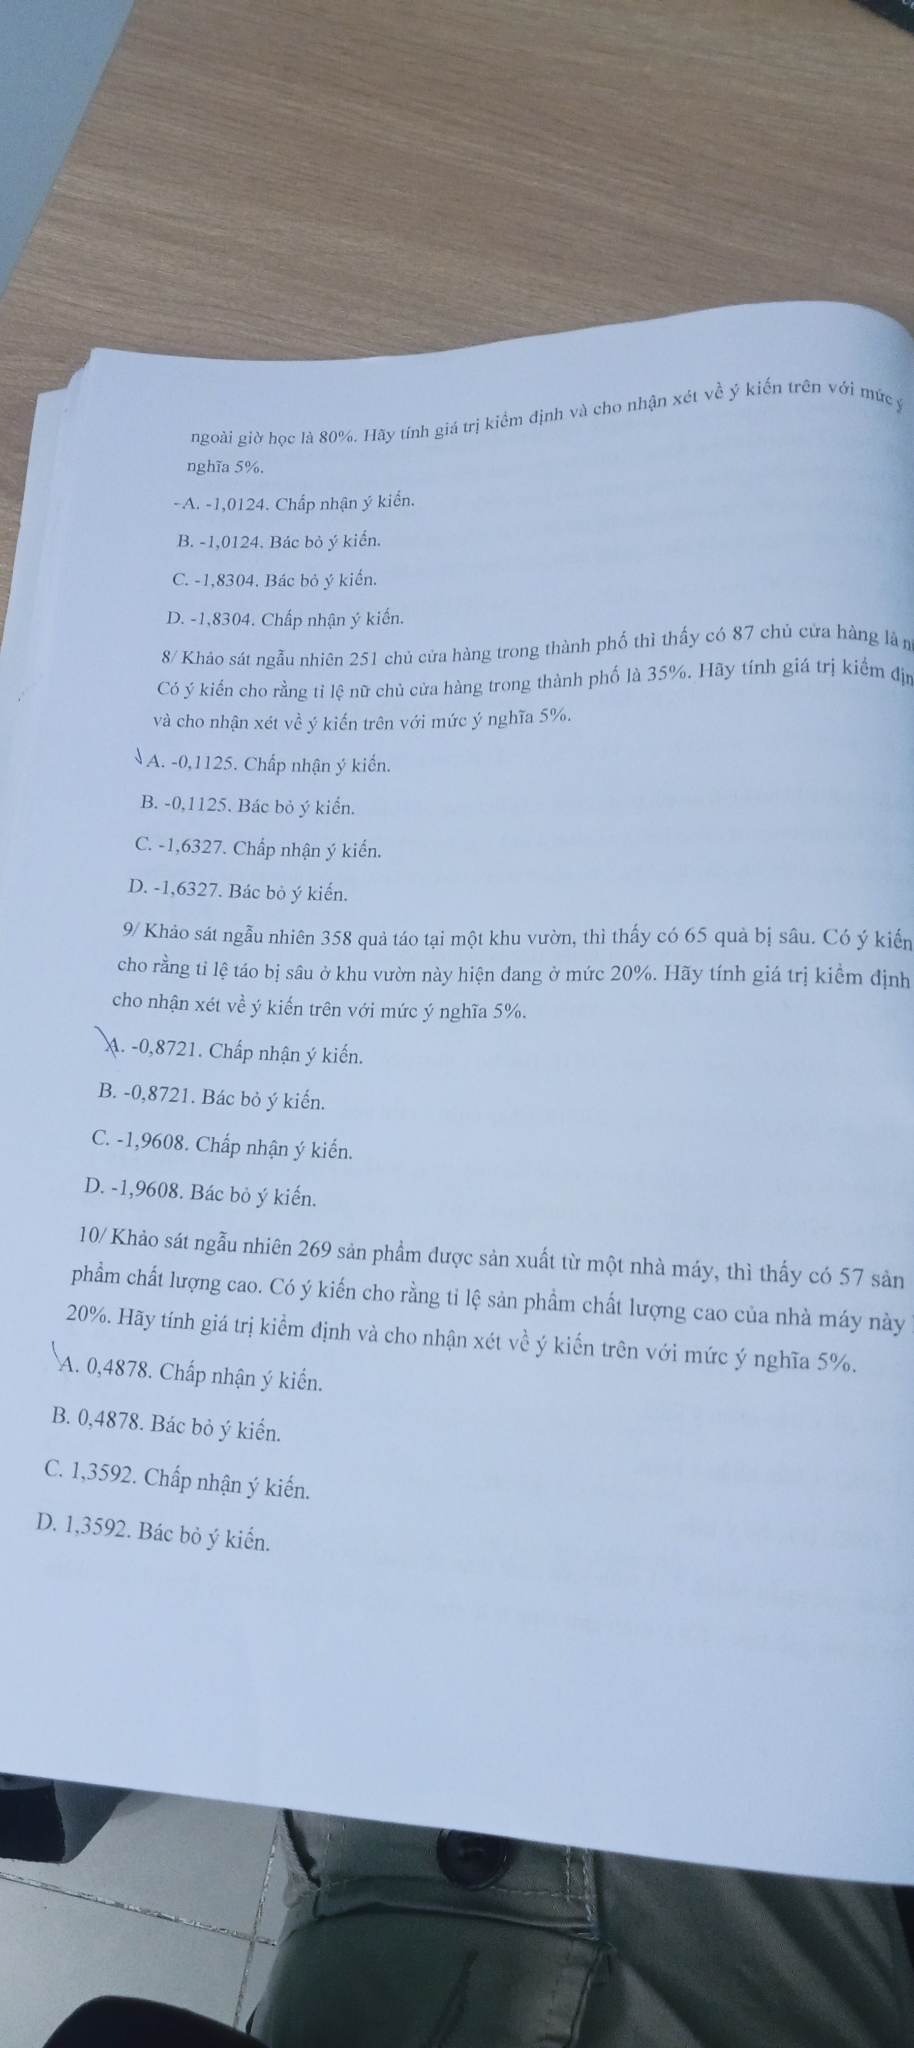 ngoài giờ học là 80%. Hãy tính giá trị kiểm định và cho nhận xét về ý kiến trên với mức ý
nghĩa 5%.
A. -1,0124. Chấp nhận ý kiến.
B. -1,0124. Bác bỏ ý kiến.
C. -1,8304. Bác bỏ ý kiến.
D. -1,8304. Chấp nhận ý kiến.
8/ Khảo sát ngẫu nhiên 251 chủ cửa hàng trong thành phố thì thấy có 87 chủ cửa hàng là
Có ý kiến cho rằng tỉ lệ nữ chủ cửa hàng trong thành phố là 35%. Hãy tính giá trị kiểm
và cho nhận xét về ý kiến trên với mức ý nghĩa 5%.
A. -0,1125. Chấp nhận ý kiến.
B. -0,1125. Bác bỏ ý kiến.
C. -1,6327. Chấp nhận ý kiến.
D. -1,6327. Bác bỏ ý kiến.
9/ Khảo sát ngẫu nhiên 358 quả táo tại một khu vườn, thì thấy có 65 quả bị sâu. Có ý kiến
cho rằng tỉ lệ táo bị sâu ở khu vườn này hiện đang ở mức 20%. Hãy tính giá trị kiểm định
cho nhận xét về ý kiến trên với mức ý nghĩa 5%.
A. -0,8721. Chấp nhận ý kiến.
B. -0,8721. Bác bỏ ý kiến.
C. -1,9608. Chấp nhận ý kiến.
D. -1,9608. Bác bỏ ý kiến.
10/ Khảo sát ngẫu nhiên 269 sản phẩm được sản xuất từ một nhà máy, thì thấy có 57 sản
phẩm chất lượng cao. Có ý kiến cho rằng tỉ lệ sản phẩm chất lượng cao của nhà máy này
20%. Hãy tính giá trị kiểm định và cho nhận xét về ý kiến trên với mức ý nghĩa 5%.
A. 0,4878. Chấp nhận ý kiến.
B. 0,4878. Bác bỏ ý kiến.
C. 1,3592. Chấp nhận ý kiến.
D. 1,3592. Bác bỏ ý kiến.